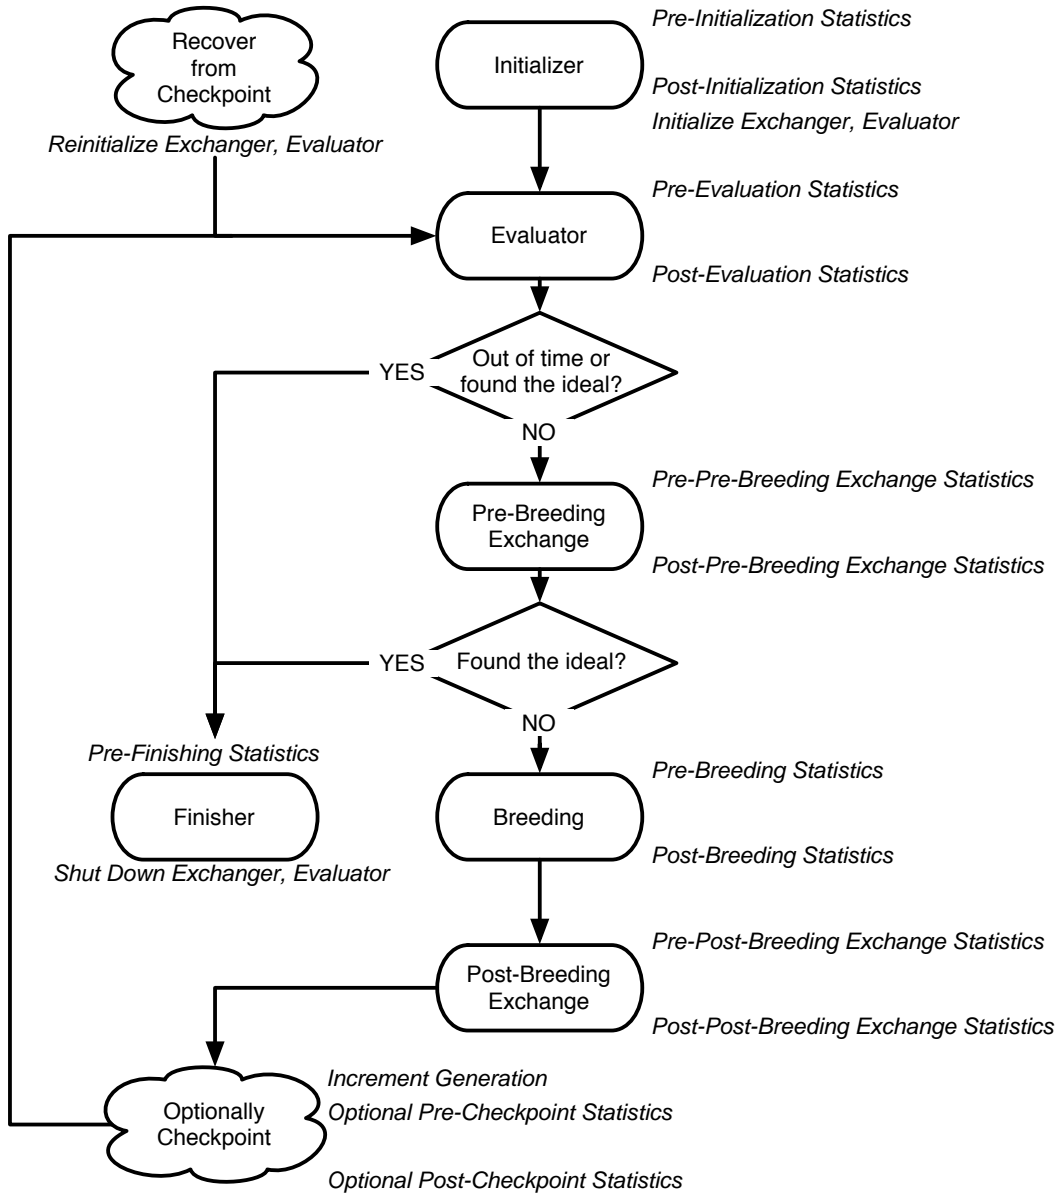 Pre-Initialization Statistics
Recover
from
Checkpoint
Initializer
Post-Initialization Statistics
Initialize Exchanger, Evaluator
Reinitialize Exchanger, Evaluator
Pre-Evaluation Statistics
Evaluator
Post-Evaluation Statistics
Out of time or
found the ideal?
YES
NO
Pre-Pre-Breeding Exchange Statistics
Pre-Breeding
Exchange
Post-Pre-Breeding Exchange Statistics
YES
Found the ideal?
NO
Pre-Finishing Statistics
Pre-Breeding Statistics
Finisher
Breeding
Post-Breeding Statistics
Shut Down Exchanger, Evaluator
Pre-Post-Breeding Exchange Statistics
Post-Breeding
Exchange
Post-Post-Breeding Exchange Statistics
Increment Generation
Optional Pre-Checkpoint Statistics
Optionally
Checkpoint
Optional Post-Checkpoint Statistics